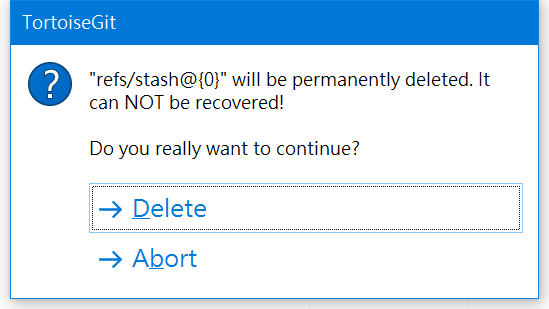 TortoiseGit
"refs/stash@{0}" will be permanently deleted. It
can NOT be recovered!
Do you really want to continue?
Delete
Abort